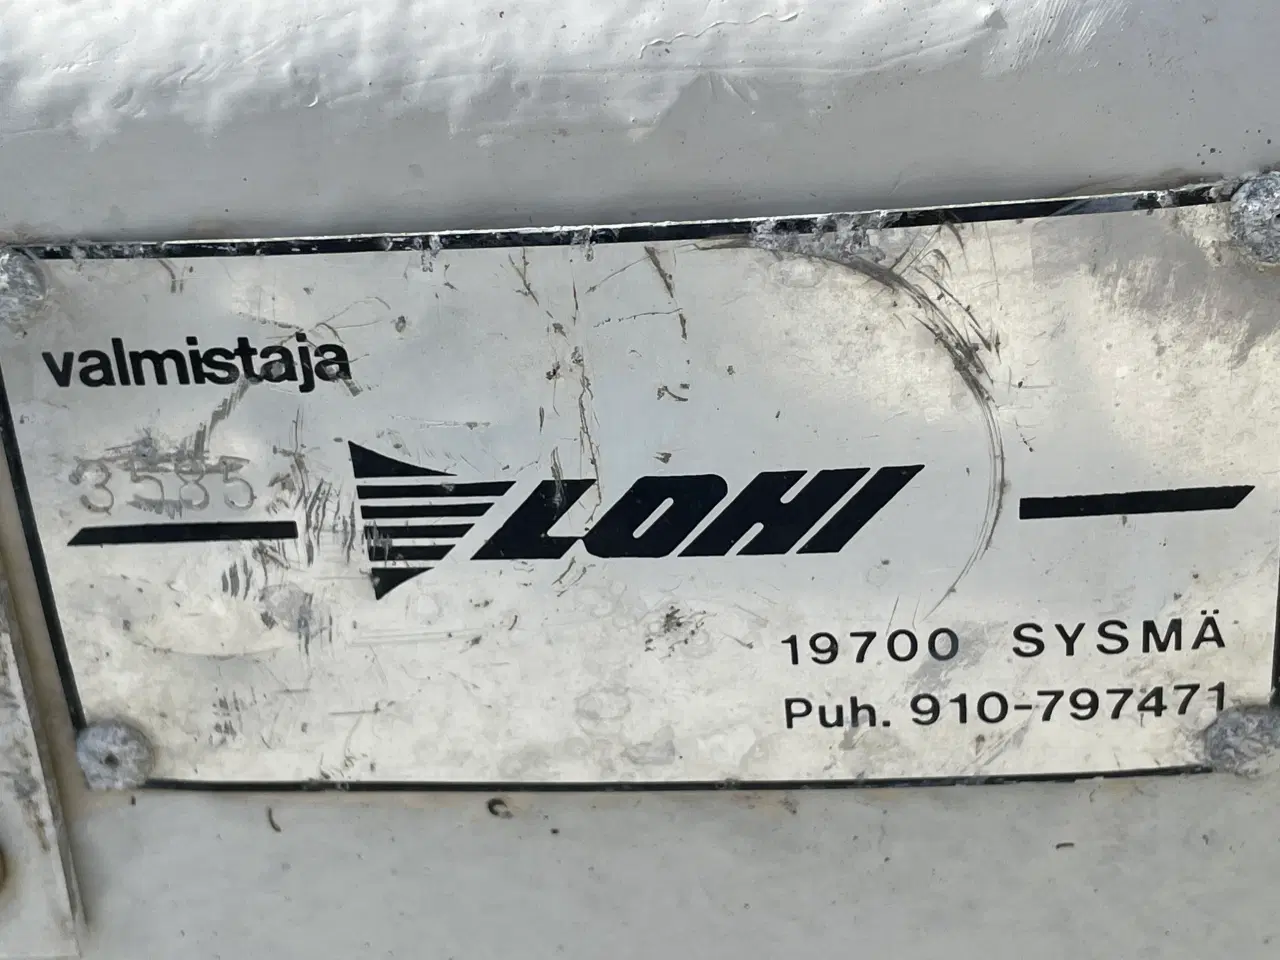 valmistaja
3585
LOHI
19700 SYSMÄ
Puh. 910-797471